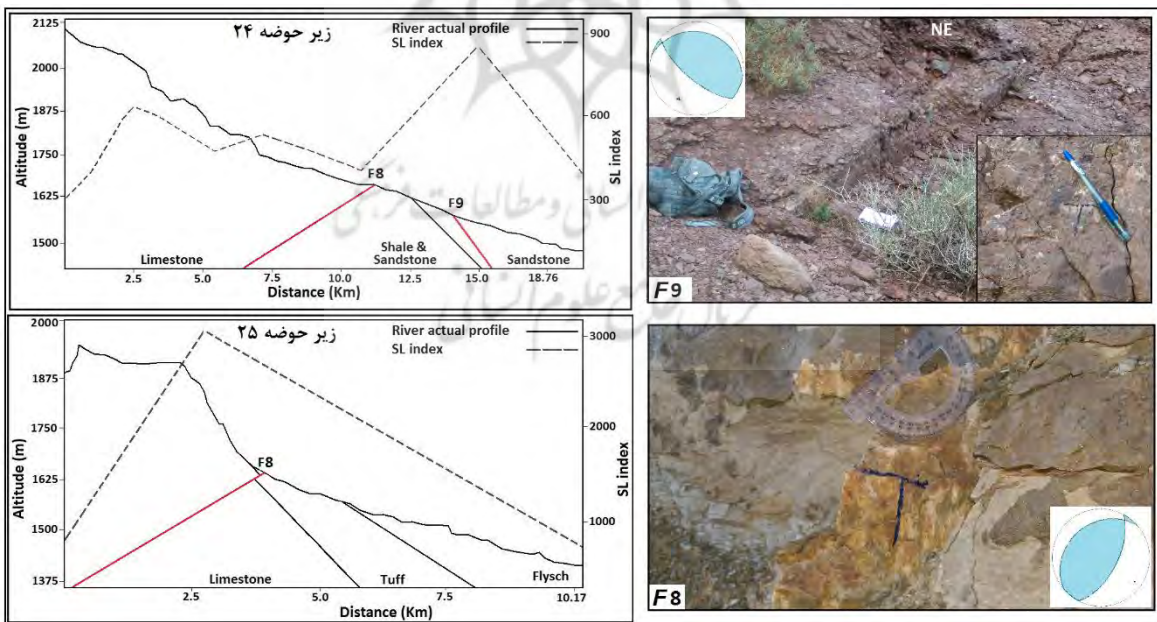 زیر حوضه ۲۴
River actual profile
SL index
Altitude (m)
2125
2000
1875
1750
1625
1500
900
600
300
SL index
F8
F9
Limestone
Shale &
Sandstone
Sandstone
2.5
5.0
7.5
10.0
12.5
15.0
18.76
Distance (Km)
NE
F9
زیر حوضه ۲۵
River actual profile
SL index
Altitude (m)
2000
1875
1750
1625
1500
1375
3000
2000
1000
SL index
F8
Limestone
Tuff
Flysch
2.5
5.0
7.5
10.17
Distance (Km)
F8